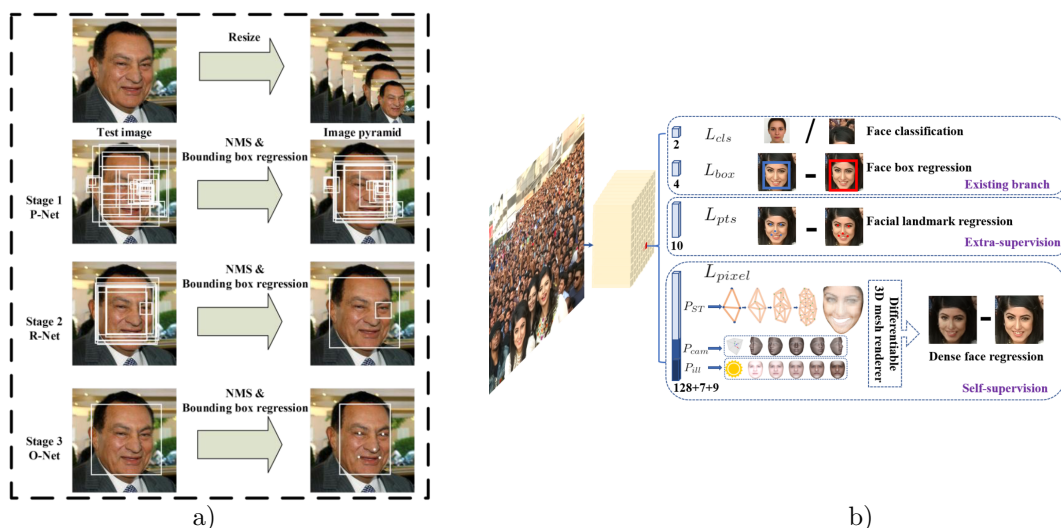 Resize
Test image
Image pyramid
Stage 1
P-Net
NMS &
Bounding box regression
Stage 2
R-Net
NMS &
Bounding box regression
Stage 3
O-Net
NMS &
Bounding box regression
a)
2
L_cls
/
Face classification
4
L_box
-
Face box regression
Existing branch
10
L_pts
-
Facial landmark regression
Extra-supervision
L_pixel
P_ST
P_cam
P_ill
128+7+9
Differentiable
3D mesh renderer
-
Dense face regression
Self-supervision
b)